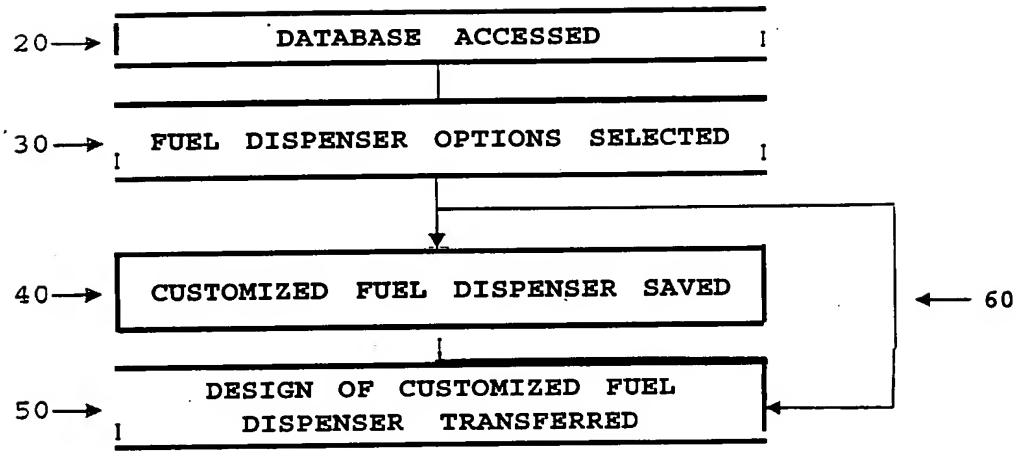 20 DATABASE ACCESSED
30 FUEL DISPENSER OPTIONS SELECTED
40 CUSTOMIZED FUEL DISPENSER SAVED
60
50 DESIGN OF CUSTOMIZED FUEL
DISPENSER TRANSFERRED